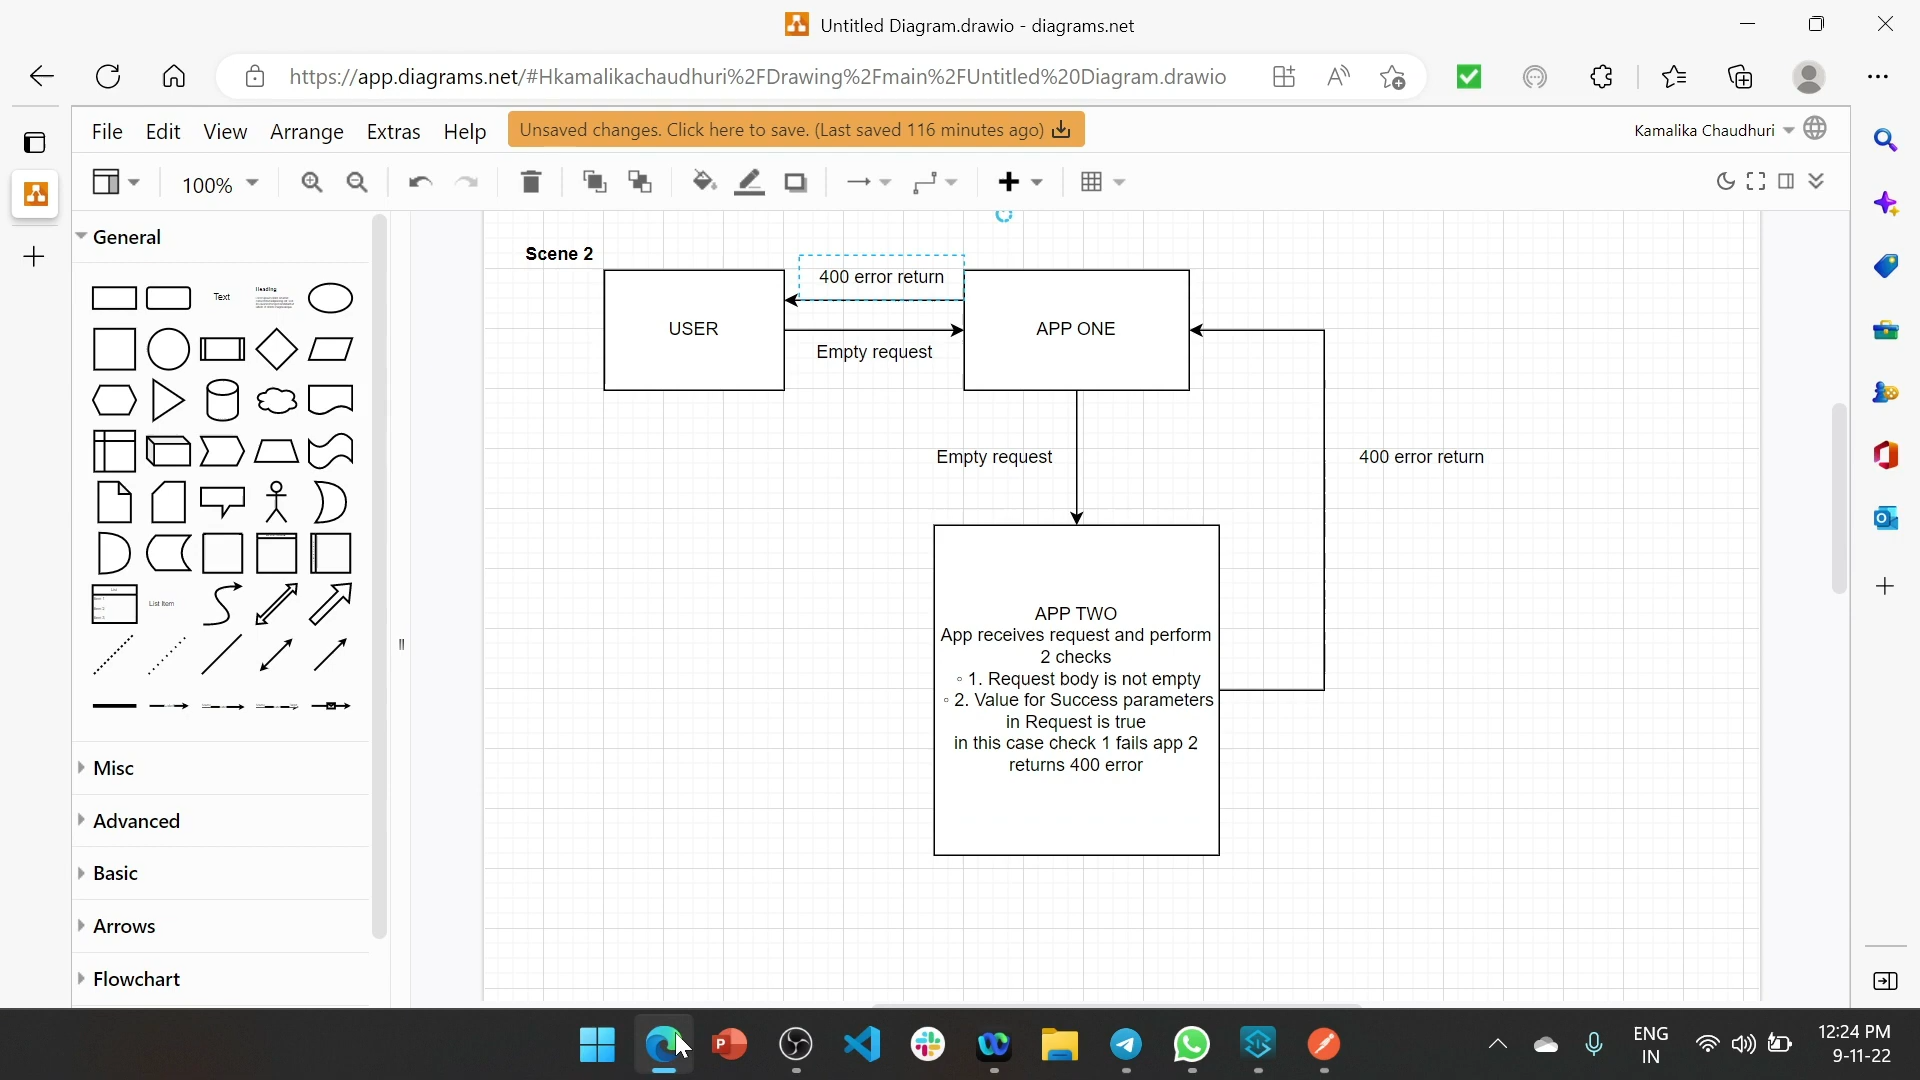 Untitled Diagram.drawio - diagrams.net
https://app.diagrams.net/#Hkamalikachaudhuri%2FDrawing%2Fmain%2FUntitled%20Diagram.drawio
File Edit View Arrange Extras Help
Unsaved changes. Click here to save. (Last saved 116 minutes ago)
Kamalika Chaudhuri
100%
General
Text
Heading
List
List Item
Misc
Advanced
Basic
Arrows
Flowchart
Scene 2
400 error return
USER
APP ONE
Empty request
Empty request
400 error return
APP TWO
App receives request and perform
2 checks
◦ 1. Request body is not empty
◦ 2. Value for Success parameters
in Request is true
in this case check 1 fails app 2
returns 400 error
ENG
IN
12:24 PM
9-11-22